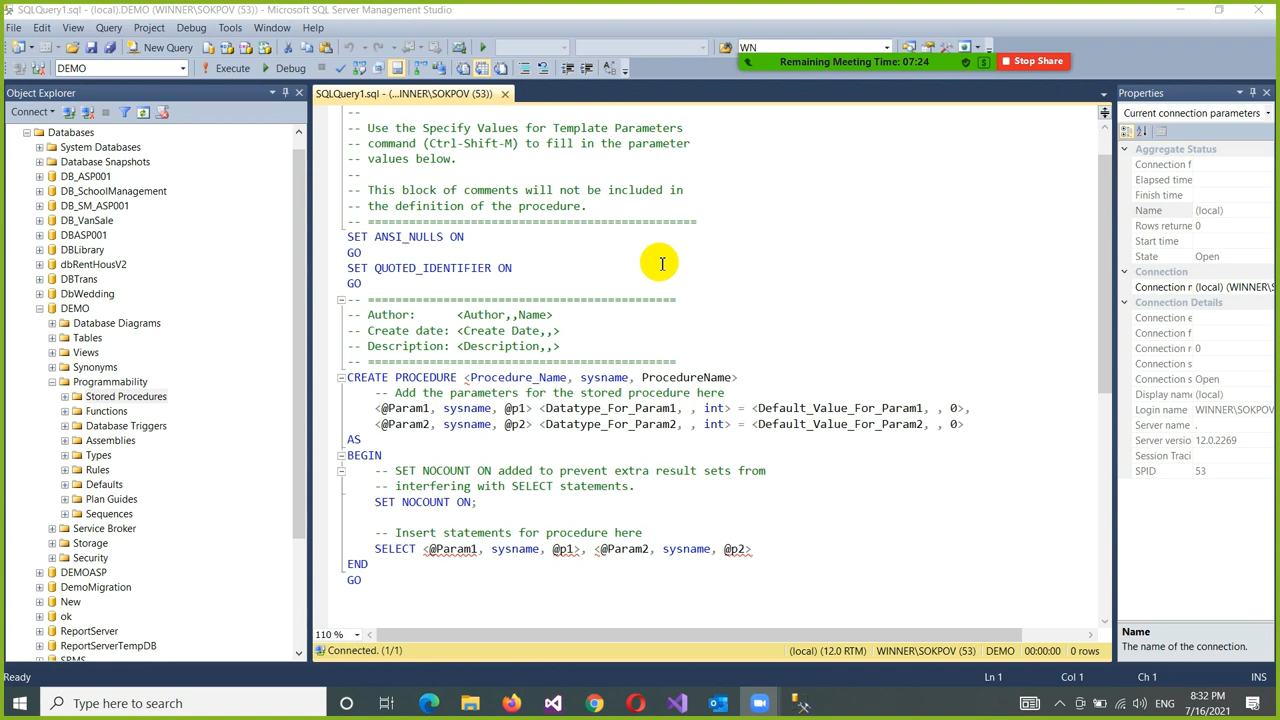 SQLQuery1.sql - (local).DEMO (WINNER\SOKPOV (53)) - Microsoft SQL Server Management Studio
File Edit View Query Project Debug Tools Window Help
New Query
WN
Remaining Meeting Time: 07:24
Stop Share
DEMO
Execute
Debug
Object Explorer
SQLQuery1.sql - (...INNER\SOKPOV (53))
Properties
Connect
Databases
System Databases
Database Snapshots
DB_ASP001
DB_SchoolManagement
DB_SM_ASP001
DB_VanSale
DBASP001
DBLibrary
dbRentHousV2
DBTrans
DbWedding
DEMO
Database Diagrams
Tables
Views
Synonyms
Programmability
Stored Procedures
Functions
Database Triggers
Assemblies
Types
Rules
Defaults
Plan Guides
Sequences
Service Broker
Storage
Security
DEMOASP
DemoMigration
New
ok
ReportServer
ReportServerTempDB
--
-- Use the Specify Values for Template Parameters
-- command (Ctrl-Shift-M) to fill in the parameter
-- values below.
--
-- This block of comments will not be included in
-- the definition of the procedure.
-- ================================================
SET ANSI_NULLS ON
GO
SET QUOTED_IDENTIFIER ON
GO
-- =============================================
-- Author:      <Author,,Name>
-- Create date: <Create Date,,>
-- Description: <Description,,>
-- =============================================
CREATE PROCEDURE <Procedure_Name, sysname, ProcedureName>
-- Add the parameters for the stored procedure here
<@Param1, sysname, @p1> <Datatype_For_Param1, , int> = <Default_Value_For_Param1, , 0>,
<@Param2, sysname, @p2> <Datatype_For_Param2, , int> = <Default_Value_For_Param2, , 0>
AS
BEGIN
-- SET NOCOUNT ON added to prevent extra result sets from
-- interfering with SELECT statements.
SET NOCOUNT ON;
-- Insert statements for procedure here
SELECT <@Param1, sysname, @p1>, <@Param2, sysname, @p2>
END
GO
110 %
Connected. (1/1)
(local) (12.0 RTM) WINNER\SOKPOV (53) DEMO 00:00:00 0 rows
Current connection parameters
Aggregate Status
Connection f
Elapsed time
Finish time
Name (local)
Rows returne 0
Start time
State Open
Connection
Connection n (local) (WINNER\S
Connection Details
Connection e
Connection f
Connection r 0
Connection s Open
Display name (local)
Login name WINNER\SOKPO
Server name .
Server versio 12.0.2269
Session Traci
SPID 53
Name
The name of the connection.
Ready
Ln 1 Col 1 Ch 1 INS
Type here to search
ENG
8:32 PM
7/16/2021